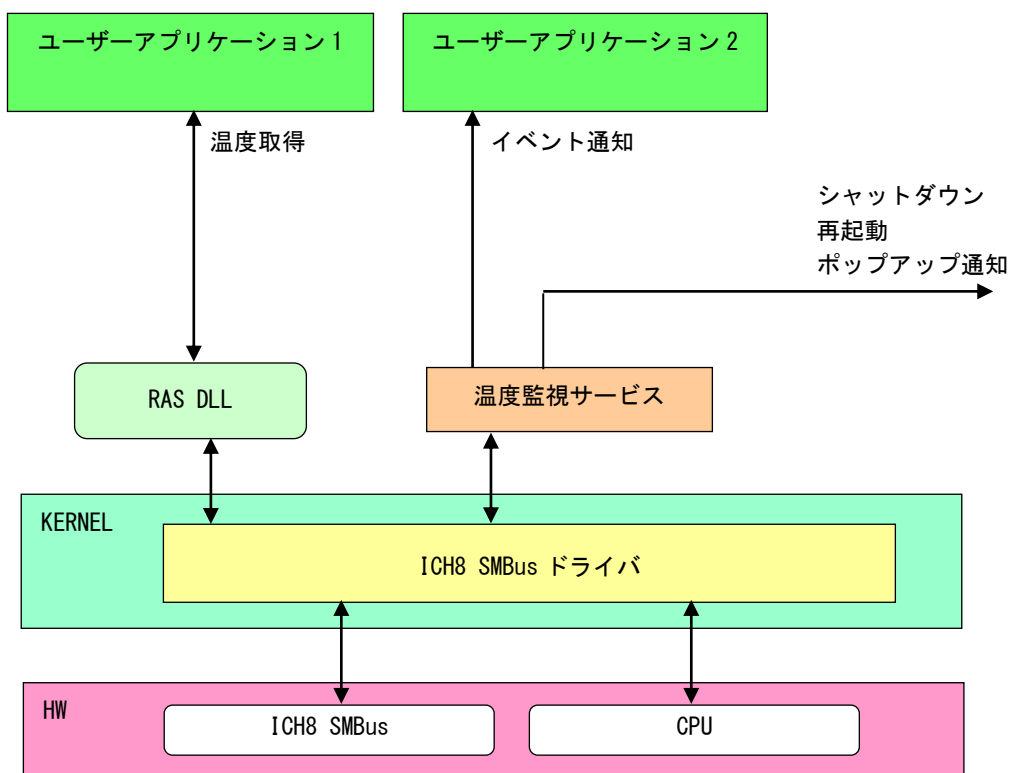 ユーザーアプリケーション1
ユーザーアプリケーション2
温度取得
イベント通知
シャットダウン
再起動
ポップアップ通知
RAS DLL
温度監視サービス
KERNEL
ICH8 SMBus ドライバ
HW
ICH8 SMBus
CPU